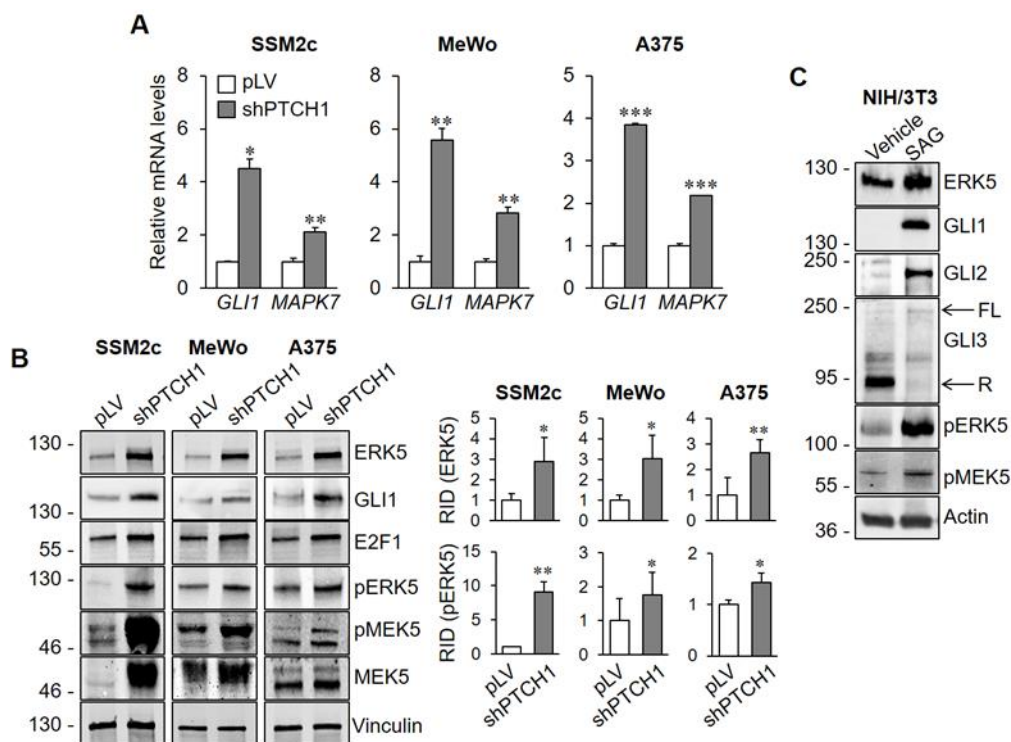 A
SSM2c
MeWo
A375
Relative mRNA levels
pLV
shPTCH1
8
6
4
2
0
*
**
GLI1 MAPK7
8
6
4
2
0
**
**
GLI1 MAPK7
5
4
3
2
1
0
***
***
GLI1 MAPK7
B
SSM2c MeWo A375
pLV shPTCH1 pLV shPTCH1 pLV shPTCH1
130 - ERK5
130 - GLI1
55 - E2F1
130 - pERK5
46 - pMEK5
46 - MEK5
130 - Vinculin
SSM2c MeWo A375
RID (ERK5)
5
4
3
2
1
0
*
5
4
3
2
1
0
*
4
3
2
1
0
**
RID (pERK5)
15
10
5
0
**
3
2
1
0
*
2
1
0
*
pLV shPTCH1 pLV shPTCH1 pLV shPTCH1
C
NIH/3T3
Vehicle SAG
130 - ERK5
130 - GLI1
250 - GLI2
250 - FL
GLI3
95 - R
pERK5
100 -
pMEK5
55 -
36 - Actin